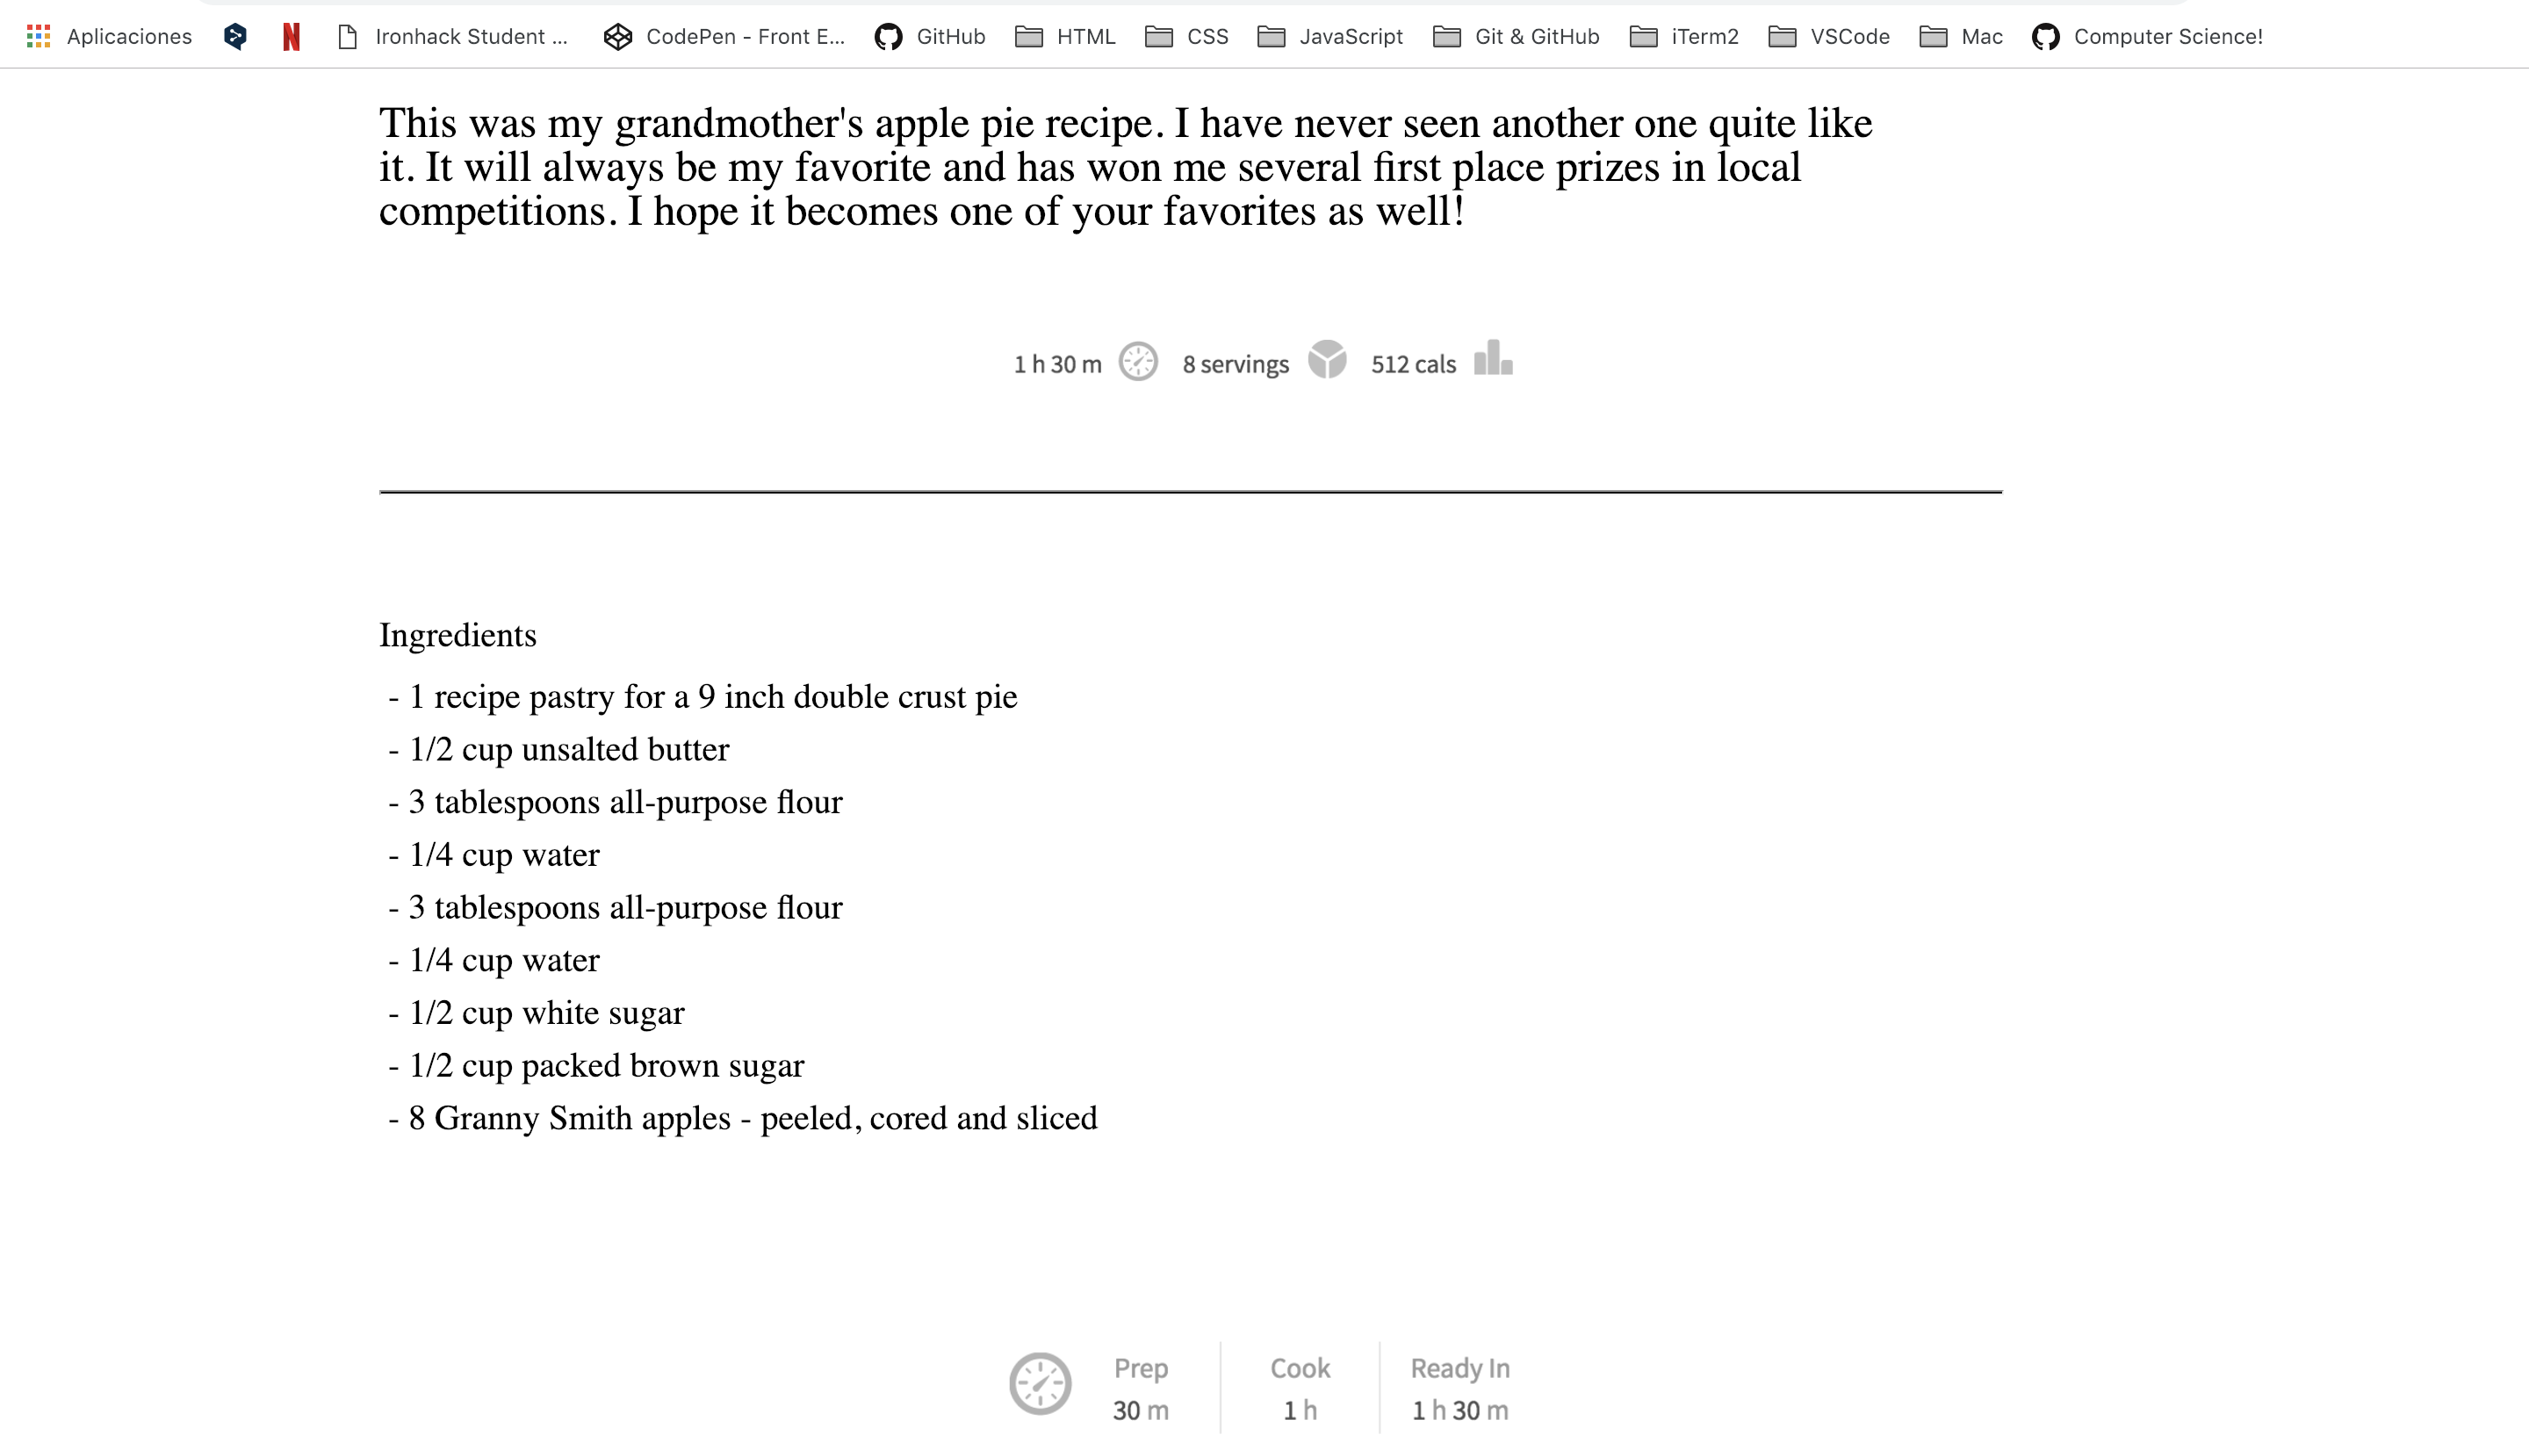 Aplicaciones Ironhack Student ... CodePen - Front E... GitHub HTML CSS JavaScript Git & GitHub iTerm2 VSCode Mac Computer Science!
This was my grandmother's apple pie recipe. I have never seen another one quite like
it. It will always be my favorite and has won me several first place prizes in local
competitions. I hope it becomes one of your favorites as well!
1 h 30 m 8 servings 512 cals
Ingredients
- 1 recipe pastry for a 9 inch double crust pie
- 1/2 cup unsalted butter
- 3 tablespoons all-purpose flour
- 1/4 cup water
- 3 tablespoons all-purpose flour
- 1/4 cup water
- 1/2 cup white sugar
- 1/2 cup packed brown sugar
- 8 Granny Smith apples - peeled, cored and sliced
Prep Cook Ready In
30 m 1 h 1 h 30 m